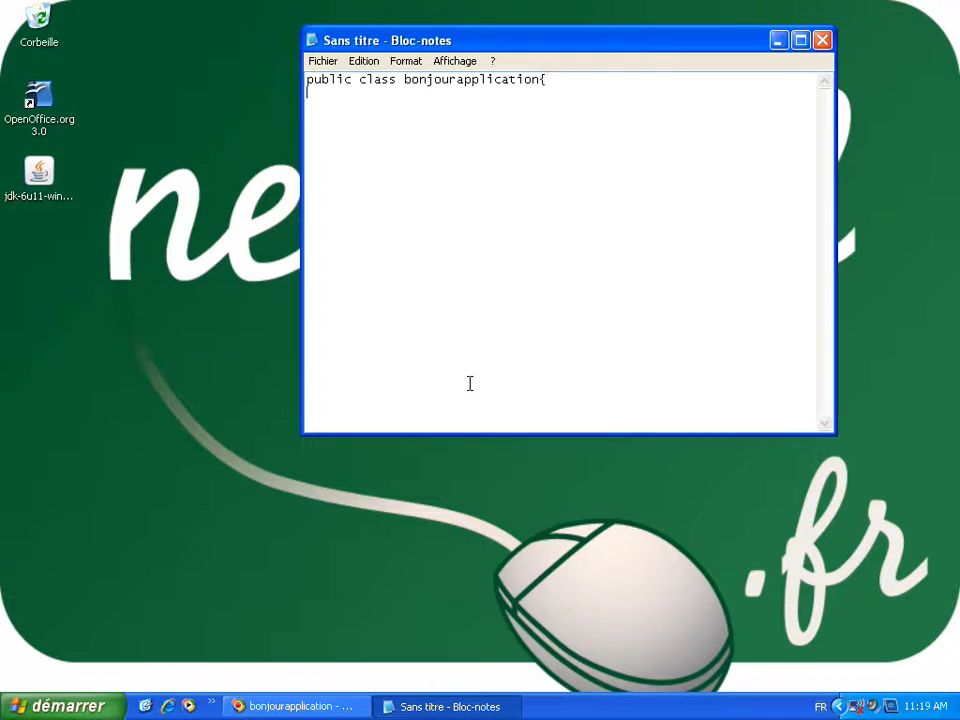 Corbeille
OpenOffice.org
3.0
jdk-6u11-win...
Sans titre - Bloc-notes
Fichier Edition Format Affichage ?
public class bonjourapplication{
ne
.fr
démarrer
bonjourapplication - ...
Sans titre - Bloc-notes
FR
11:19 AM